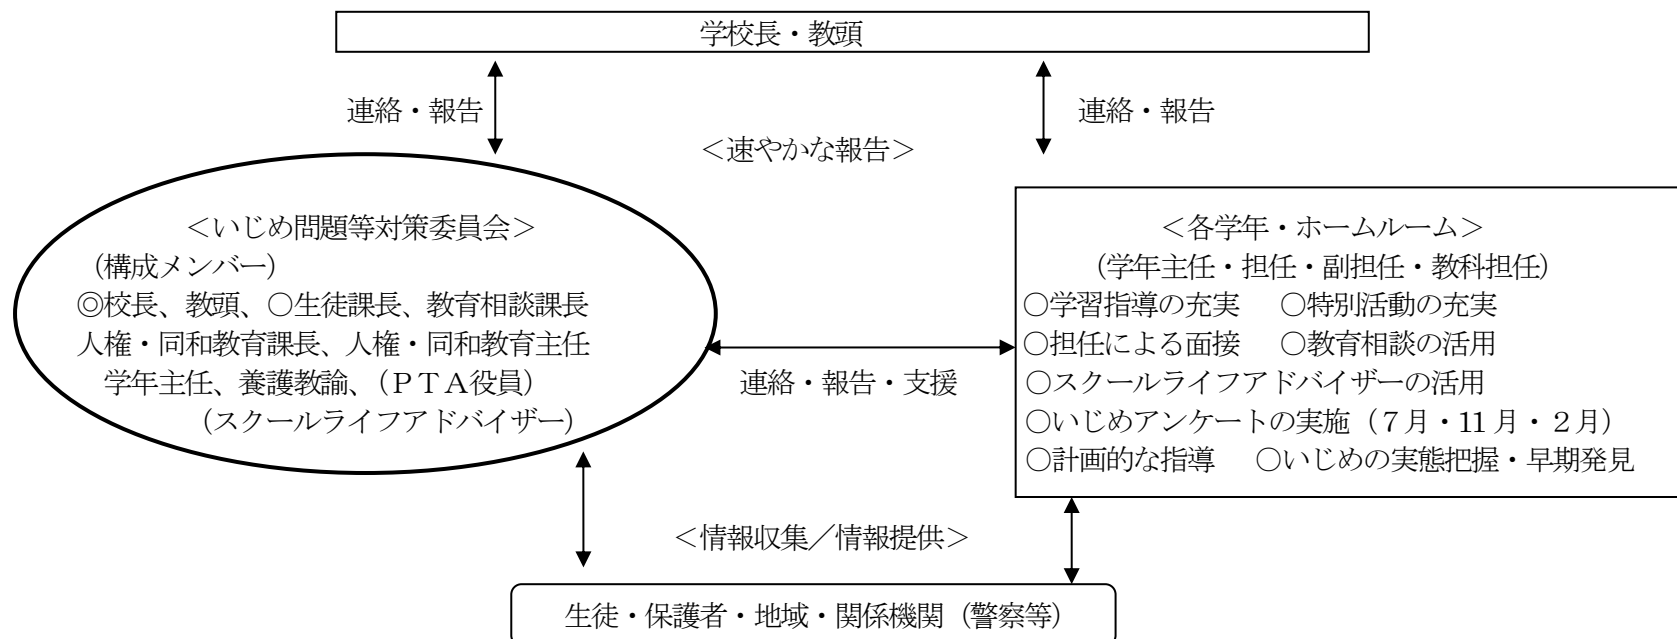 学校長・教頭
連絡・報告
連絡・報告
＜速やかな報告＞
＜いじめ問題等対策委員会＞
（構成メンバー）
◎校長、教頭、○生徒課長、教育相談課長
人権・同和教育課長、人権・同和教育主任
学年主任、養護教諭、（ＰＴＡ役員）
（スクールライフアドバイザー）
連絡・報告・支援
＜各学年・ホームルーム＞
（学年主任・担任・副担任・教科担任）
○学習指導の充実　○特別活動の充実
○担任による面接　○教育相談の活用
○スクールライフアドバイザーの活用
○いじめアンケートの実施（７月・11月・２月）
○計画的な指導　○いじめの実態把握・早期発見
＜情報収集／情報提供＞
生徒・保護者・地域・関係機関（警察等）